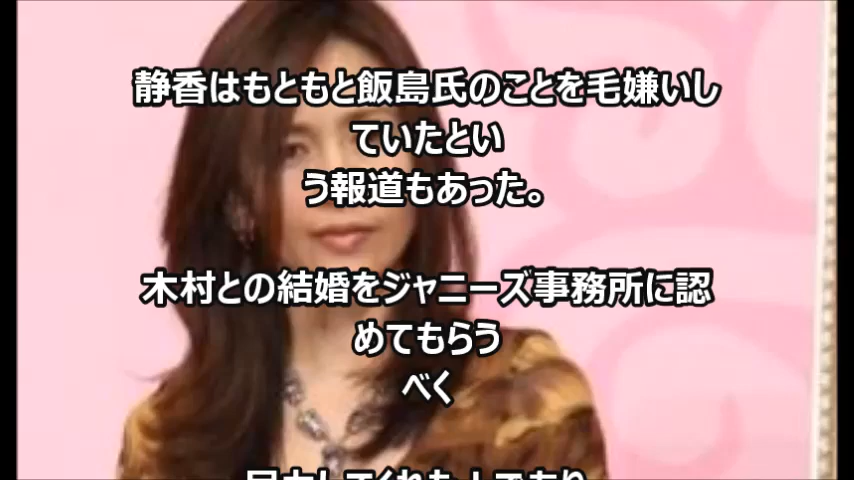 静香はもともと飯島氏のことを毛嫌いし
ていたとい
う報道もあった。
木村との結婚をジャニーズ事務所に認
めてもらう
べく